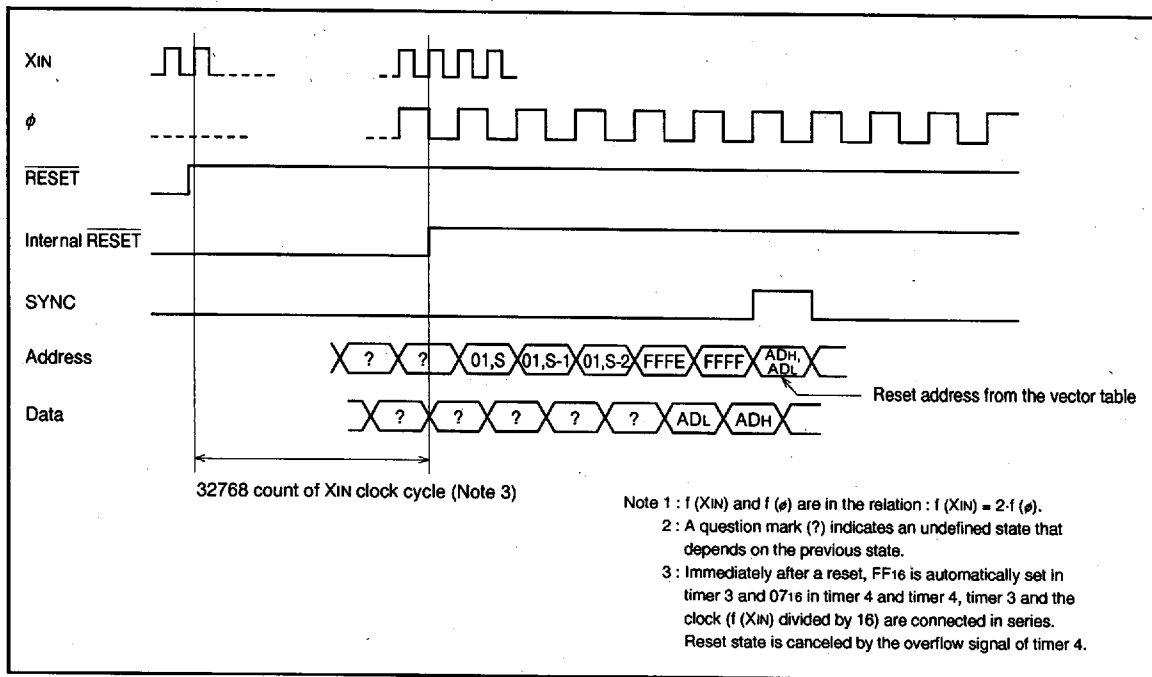 XIN
ϕ
RESET
Internal RESET
SYNC
Address
? ? 01,S 01,S-1 01,S-2 FFFE FFFF ADH, ADL
Reset address from the vector table
Data
? ? ? ? ? ADL ADH
32768 count of XIN clock cycle (Note 3)
Note 1 : f (XIN) and f (ϕ) are in the relation : f (XIN) = 2·f (ϕ).
2 : A question mark (?) indicates an undefined state that
depends on the previous state.
3 : Immediately after a reset, FF16 is automatically set in
timer 3 and 0716 in timer 4 and timer 4, timer 3 and the
clock (f (XIN) divided by 16) are connected in series.
Reset state is canceled by the overflow signal of timer 4.